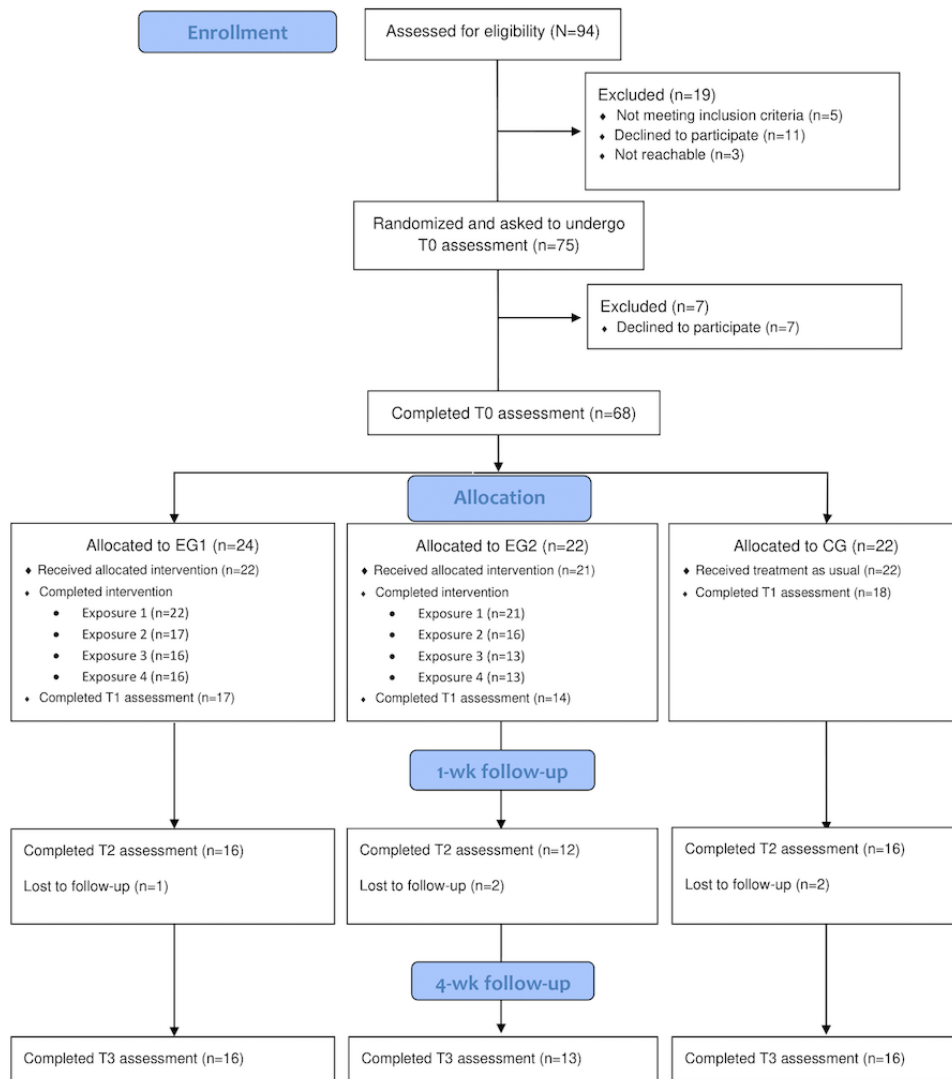 Enrollment
Assessed for eligibility (N=94)
Excluded (n=19)
♦ Not meeting inclusion criteria (n=5)
♦ Declined to participate (n=11)
♦ Not reachable (n=3)
Randomized and asked to undergo
T0 assessment (n=75)
Excluded (n=7)
♦ Declined to participate (n=7)
Completed T0 assessment (n=68)
Allocation
Allocated to EG1 (n=24)
♦ Received allocated intervention (n=22)
♦ Completed intervention
• Exposure 1 (n=22)
• Exposure 2 (n=17)
• Exposure 3 (n=16)
• Exposure 4 (n=16)
♦ Completed T1 assessment (n=17)
Allocated to EG2 (n=22)
♦ Received allocated intervention (n=21)
♦ Completed intervention
• Exposure 1 (n=21)
• Exposure 2 (n=16)
• Exposure 3 (n=13)
• Exposure 4 (n=13)
♦ Completed T1 assessment (n=14)
Allocated to CG (n=22)
♦ Received treatment as usual (n=22)
♦ Completed T1 assessment (n=18)
1-wk follow-up
Completed T2 assessment (n=16)
Lost to follow-up (n=1)
Completed T2 assessment (n=12)
Lost to follow-up (n=2)
Completed T2 assessment (n=16)
Lost to follow-up (n=2)
4-wk follow-up
Completed T3 assessment (n=16)
Completed T3 assessment (n=13)
Completed T3 assessment (n=16)